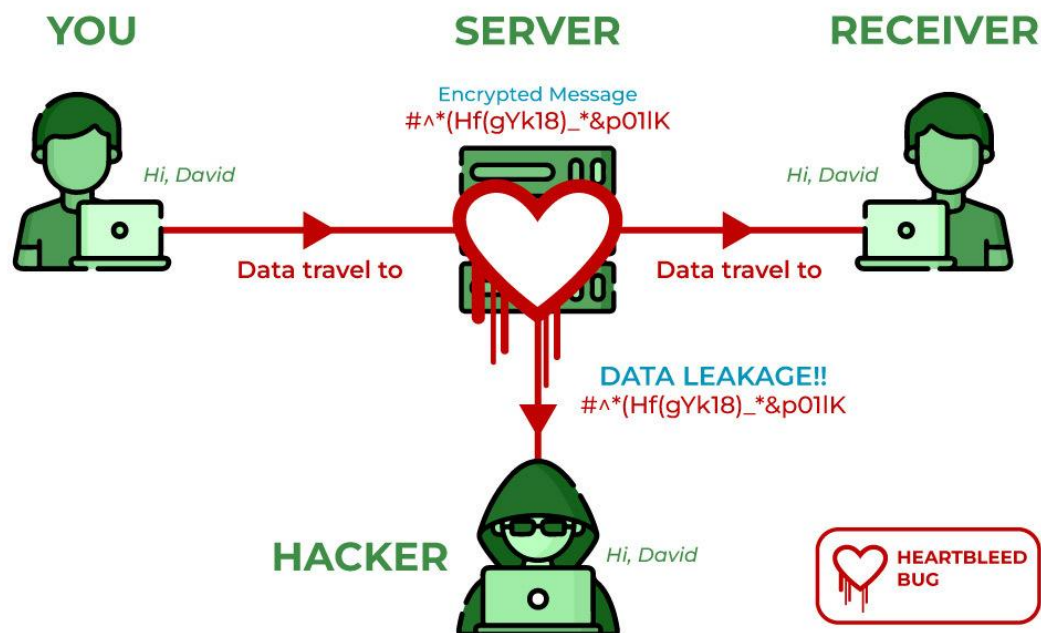 YOU
SERVER
RECEIVER
Encrypted Message
#^*(Hf(gYk18)_*&p01lK
Hi, David
Hi, David
Data travel to
Data travel to
DATA LEAKAGE!!
#^*(Hf(gYk18)_*&p01lK
HACKER
Hi, David
HEARTBLEED
BUG